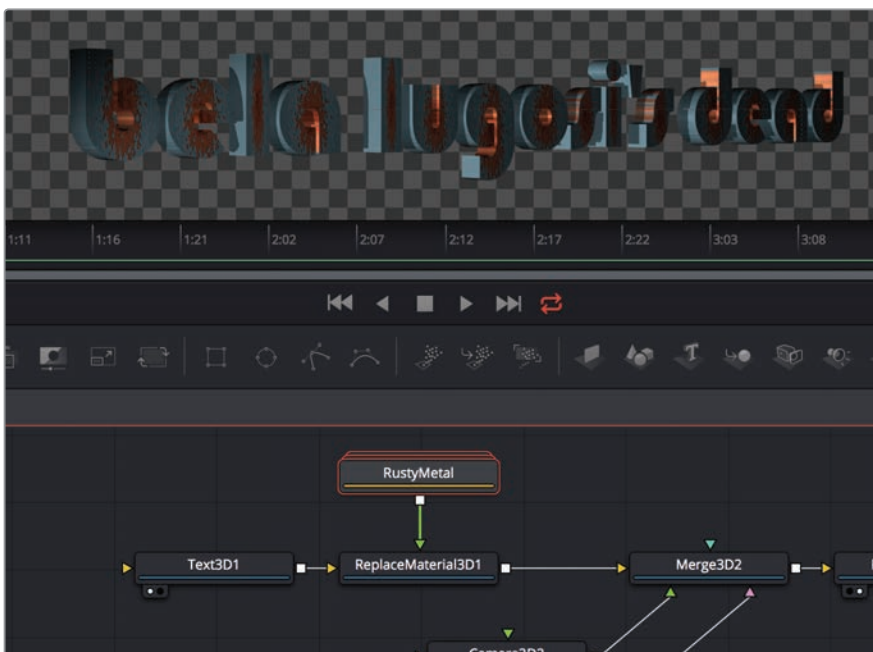 bela lugosi's dead
1:11 1:16 1:21 2:02 2:07 2:12 2:17 2:22 3:03 3:08
T
RustyMetal
Text3D1 ReplaceMaterial3D1 Merge3D2
Camera3D2